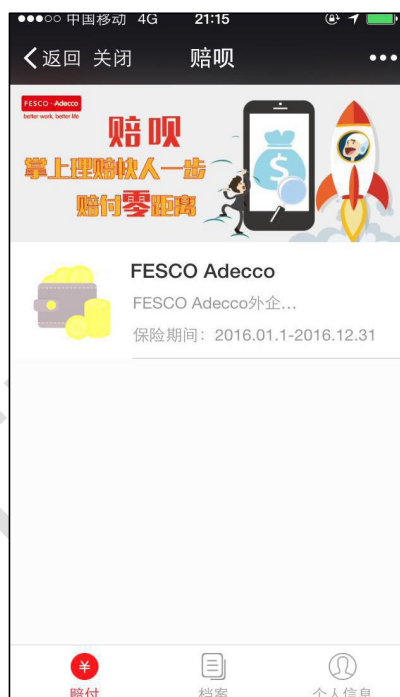 中国移动 4G 21:15
返回 关闭 赔呗
FESCO Adecco
better work, better life
赔呗
掌上理赔快人一步
赔付零距离
$
FESCO Adecco
FESCO Adecco外企...
保险期间：2016.01.1-2016.12.31
¥
赔付 档案 个人信息